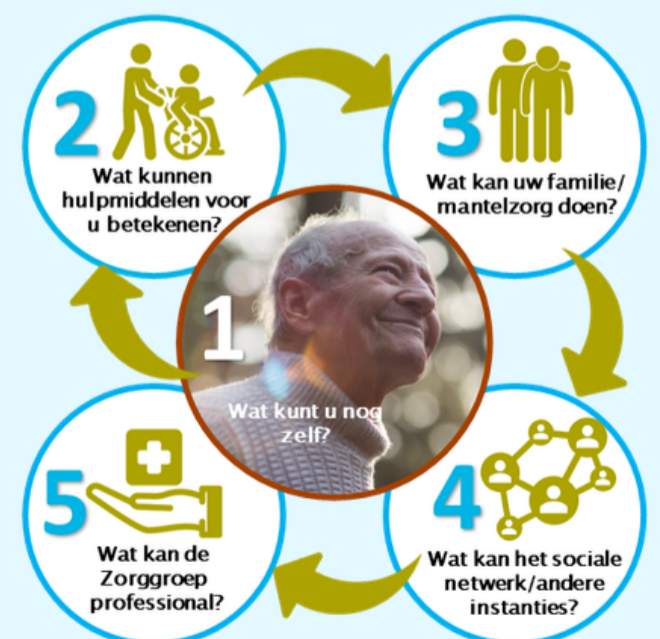 1
Wat kunt u nog
zelf?
2
Wat kunnen
hulpmiddelen voor
u betekenen?
3
Wat kan uw familie/
mantelzorg doen?
4
Wat kan het sociale
netwerk/andere
instanties?
5
Wat kan de
Zorggroep
professional?